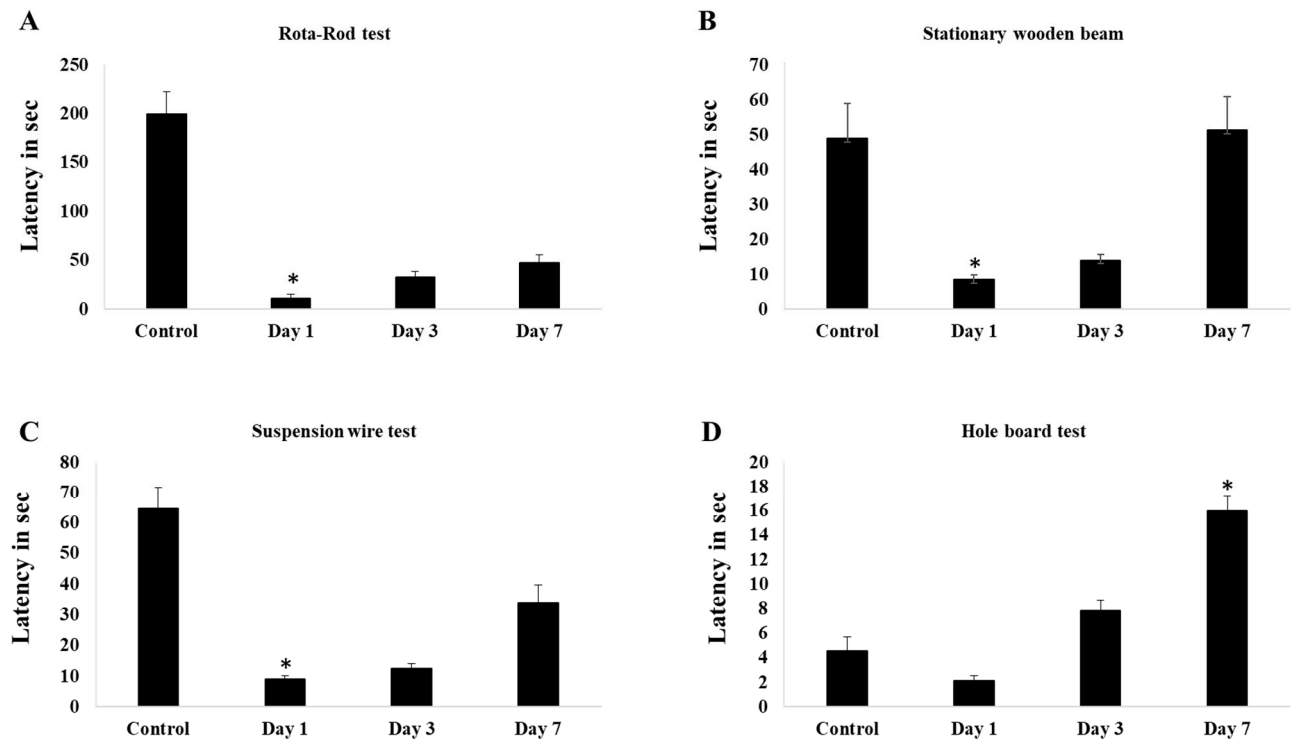 A
Rota-Rod test
Latency in sec
250
200
150
100
50
0
*
Control Day 1 Day 3 Day 7
B
Stationary wooden beam
Latency in sec
70
60
50
40
30
20
10
0
*
Control Day 1 Day 3 Day 7
C
Suspension wire test
Latency in sec
80
70
60
50
40
30
20
10
0
*
Control Day 1 Day 3 Day 7
D
Hole board test
Latency in sec
20
18
16
14
12
10
8
6
4
2
0
*
Control Day 1 Day 3 Day 7